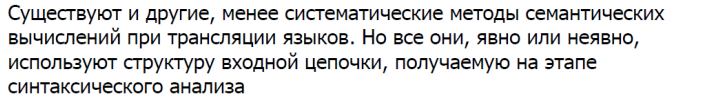 Существуют и другие, менее систематические методы семантических
вычислений при трансляции языков. Но все они, явно или неявно,
используют структуру входной цепочки, получаемую на этапе
синтаксического анализа